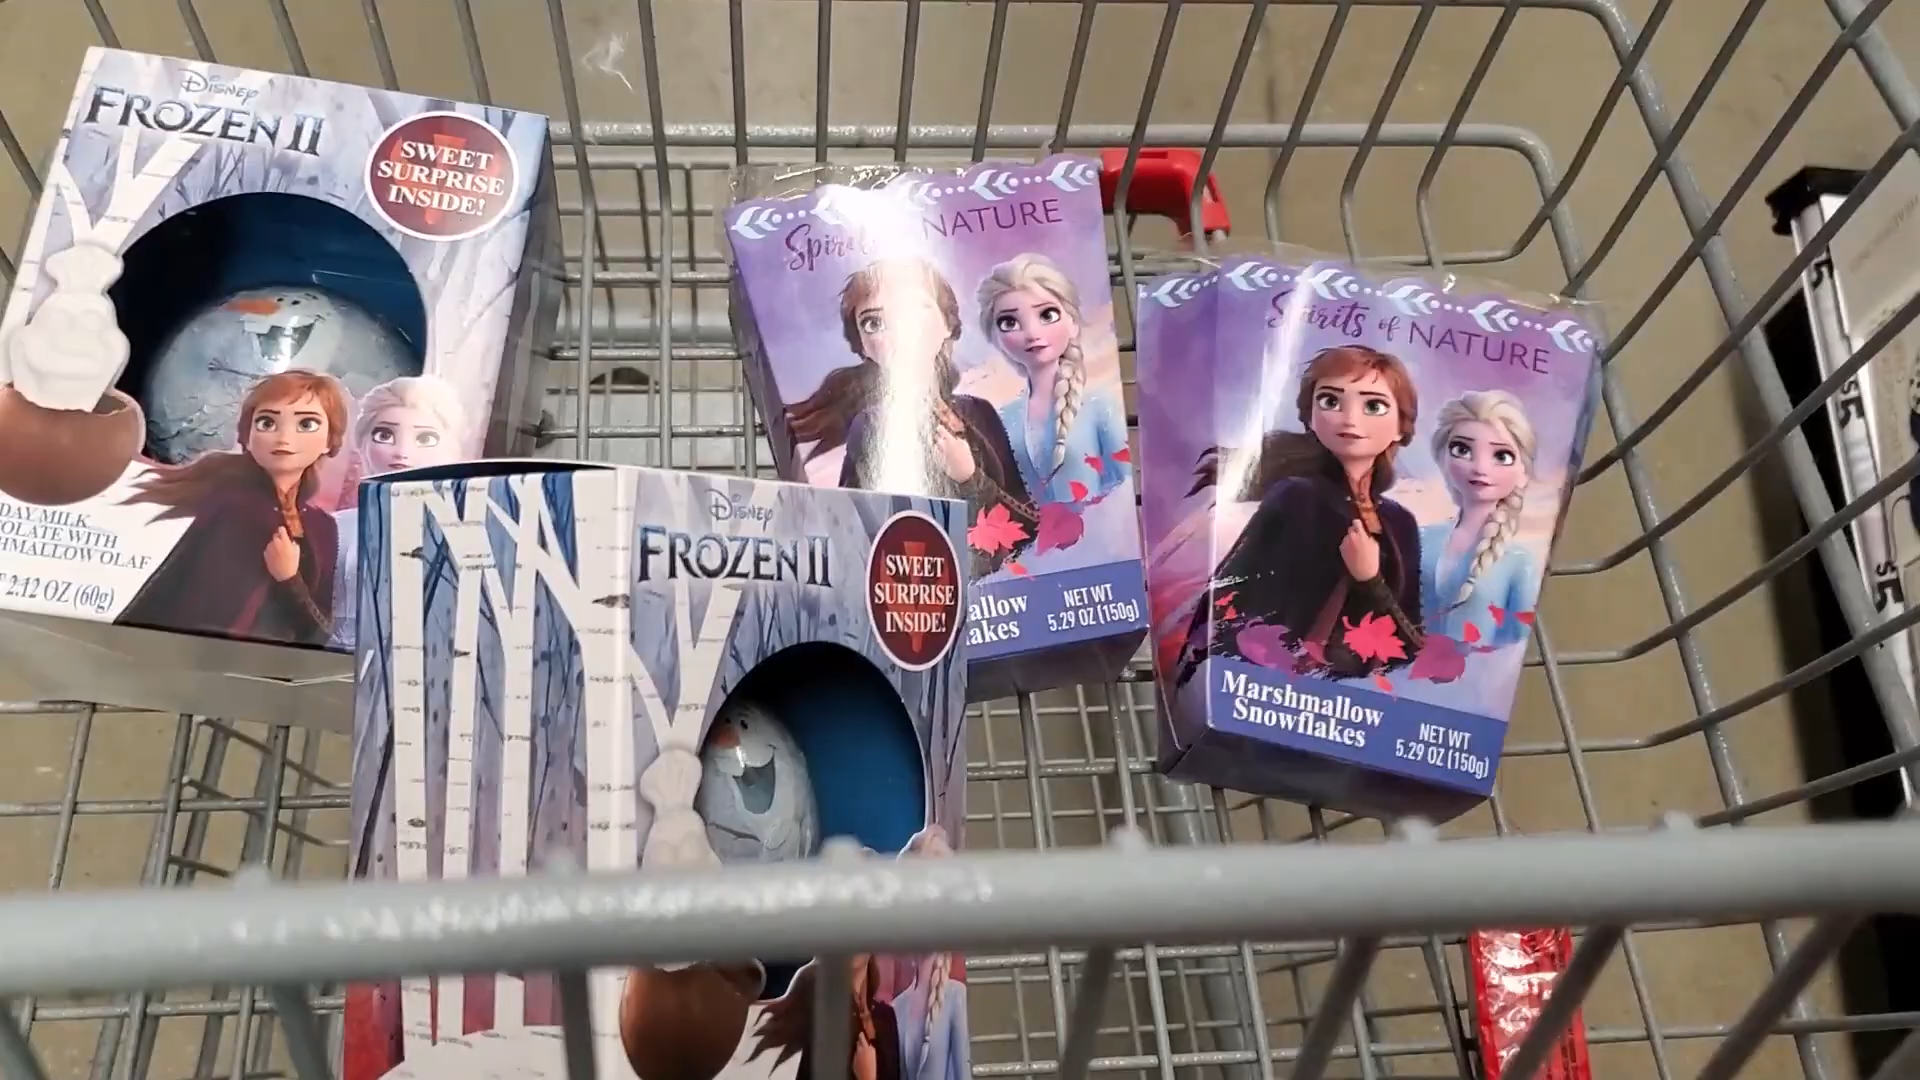 Disney
FROZEN II
SWEET
SURPRISE
INSIDE!
DAY MILK
OLATE WITH
HMALLOW OLAF
2.12 OZ (60g)
Disney
FROZEN II
SWEET
SURPRISE
INSIDE!
NATURE
allow
akes
NET WT
5.29 OZ (150g)
Spirits of NATURE
Marshmallow
Snowflakes
NET WT
5.29 OZ (150g)